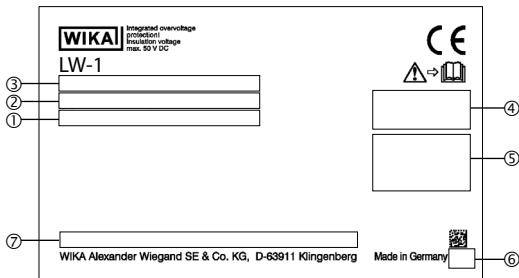 WIKA
Integrated overvoltage
protection!
Insulation voltage
max. 50 V DC
CE
LW-1
③
②
①
④
⑤
⑦
WIKA Alexander Wiegand SE & Co. KG, D-63911 Klingenberg
Made in Germany
⑥